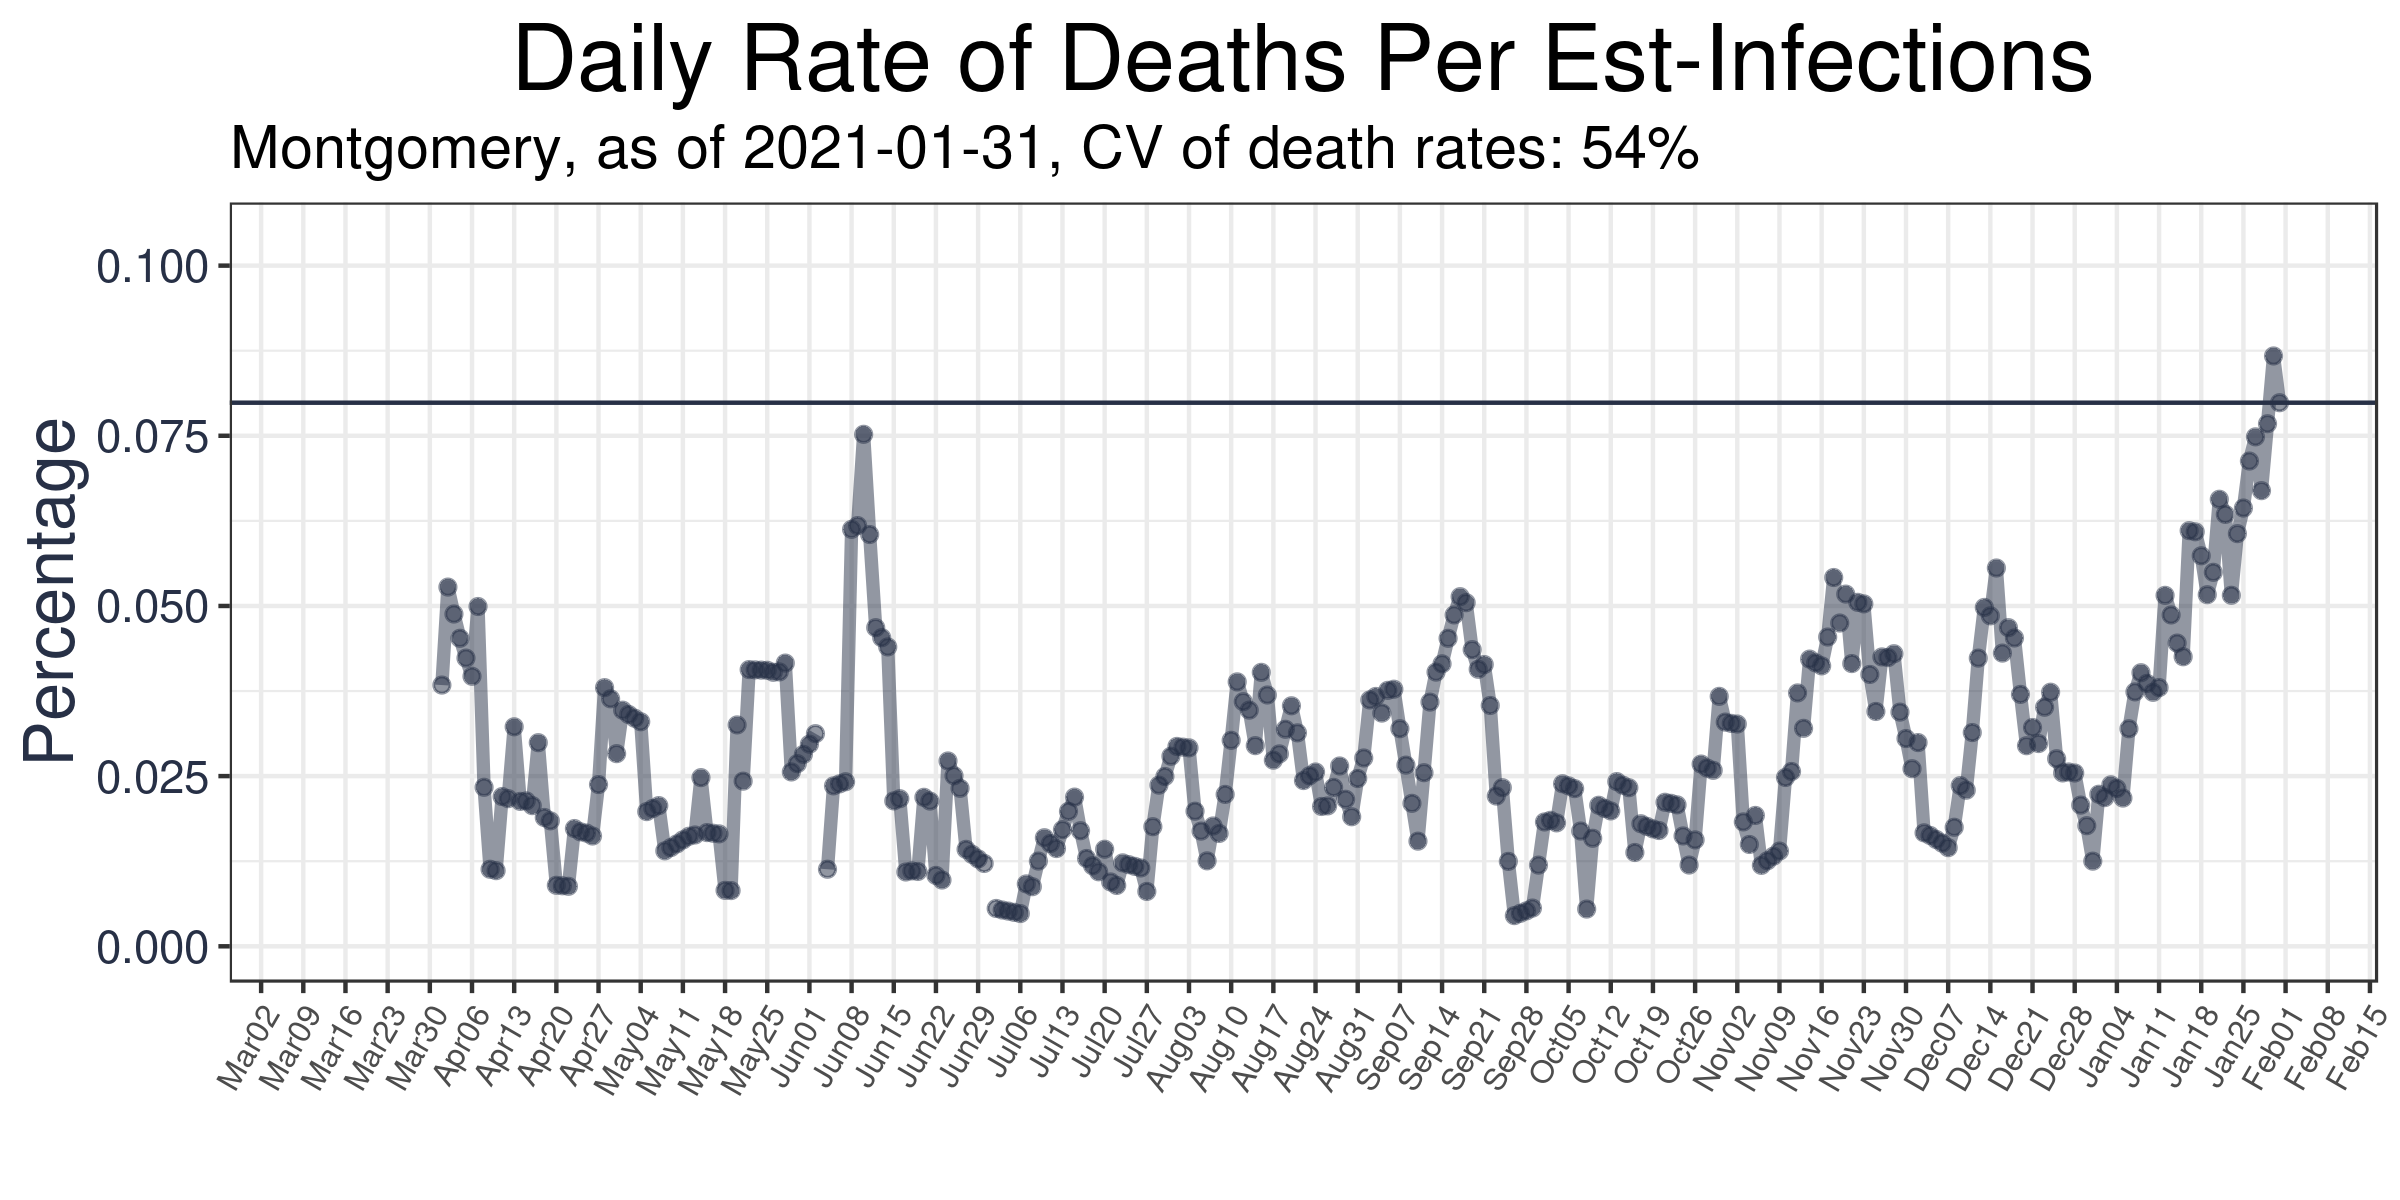 Daily Rate of Deaths Per Est-Infections
Montgomery, as of 2021-01-31, CV of death rates: 54%
Percentage
0.100
0.075
0.050
0.025
0.000
Mar02
Mar09
Mar16
Mar23
Mar30
Apr06
Apr13
Apr20
Apr27
May04
May11
May18
May25
Jun01
Jun08
Jun15
Jun22
Jun29
Jul06
Jul13
Jul20
Jul27
Aug03
Aug10
Aug17
Aug24
Aug31
Sep07
Sep14
Sep21
Sep28
Oct05
Oct12
Oct19
Oct26
Nov02
Nov09
Nov16
Nov23
Nov30
Dec07
Dec14
Dec21
Dec28
Jan04
Jan11
Jan18
Jan25
Feb01
Feb08
Feb15